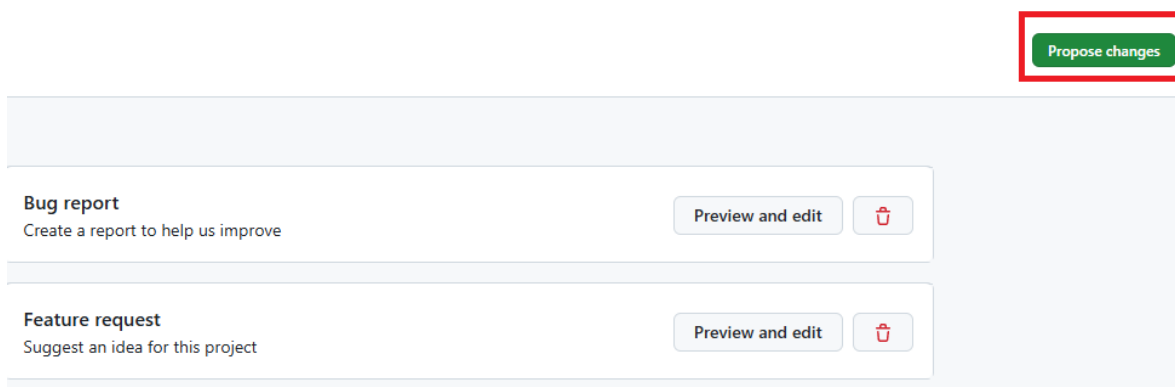 Propose changes
Bug report
Create a report to help us improve
Preview and edit
Feature request
Suggest an idea for this project
Preview and edit